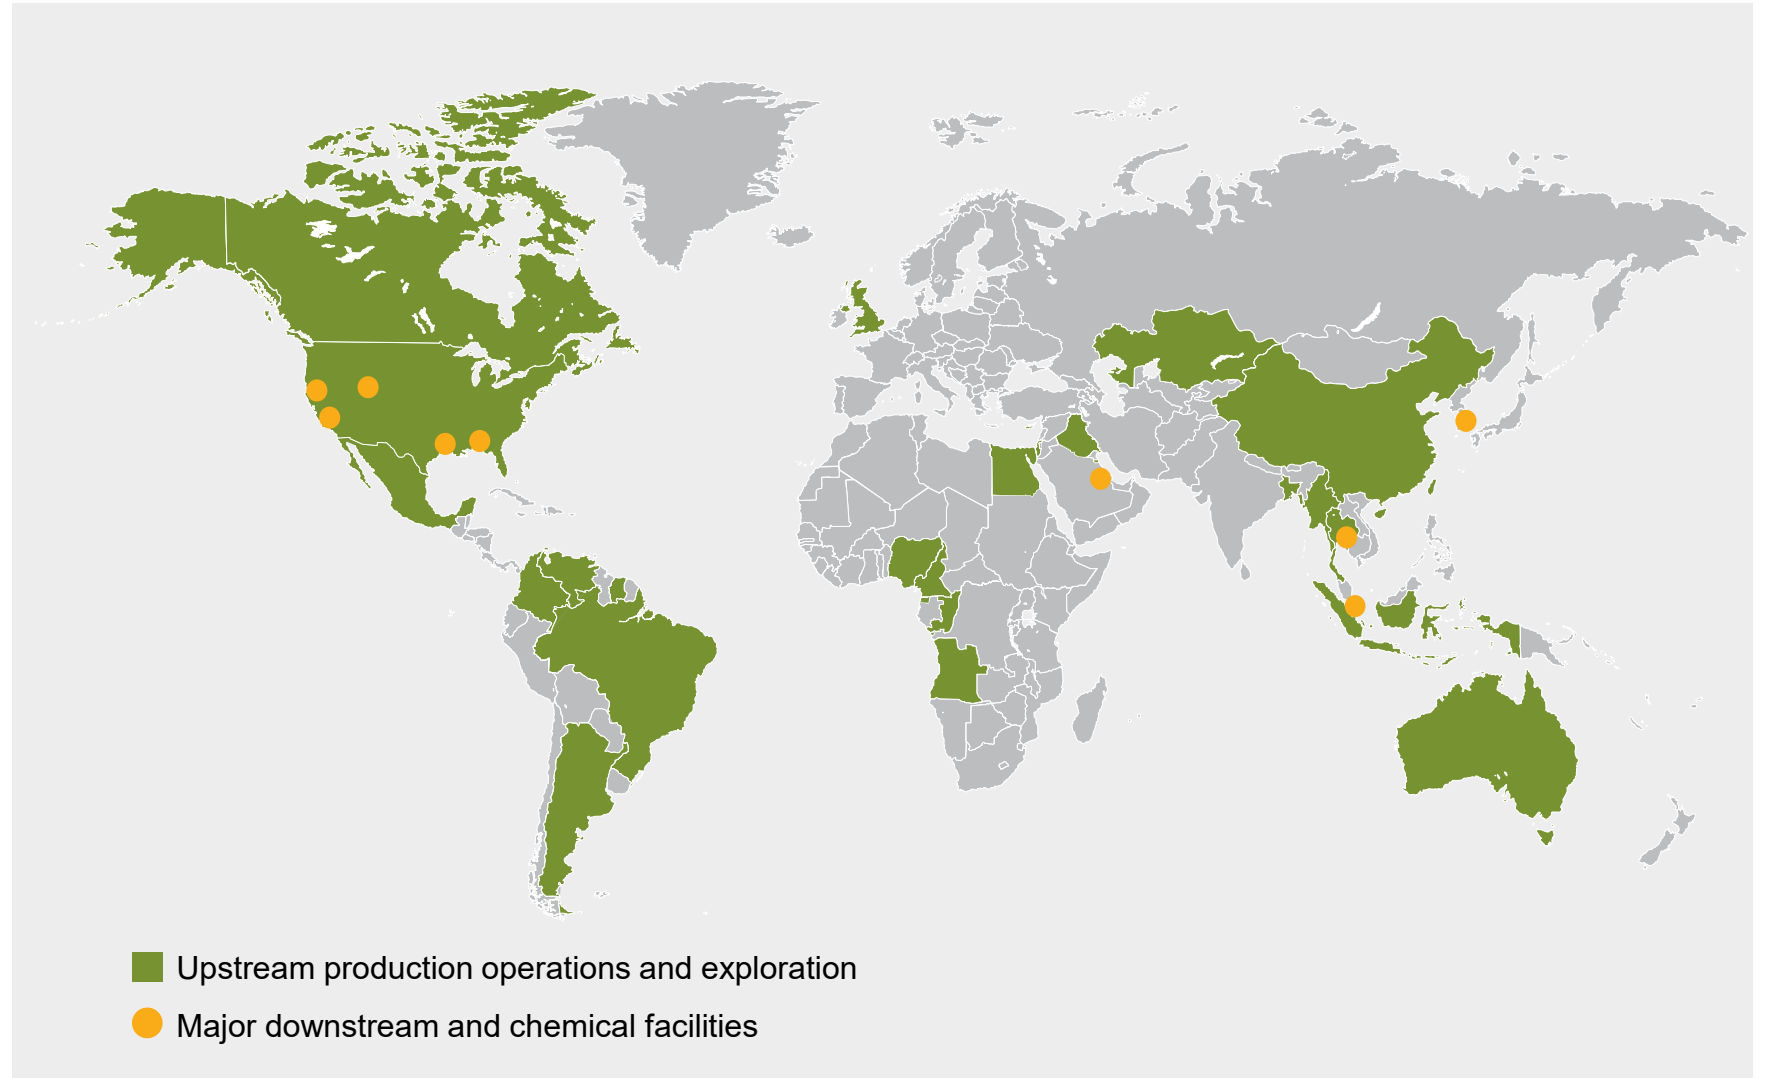 Upstream production operations and exploration
Major downstream and chemical facilities